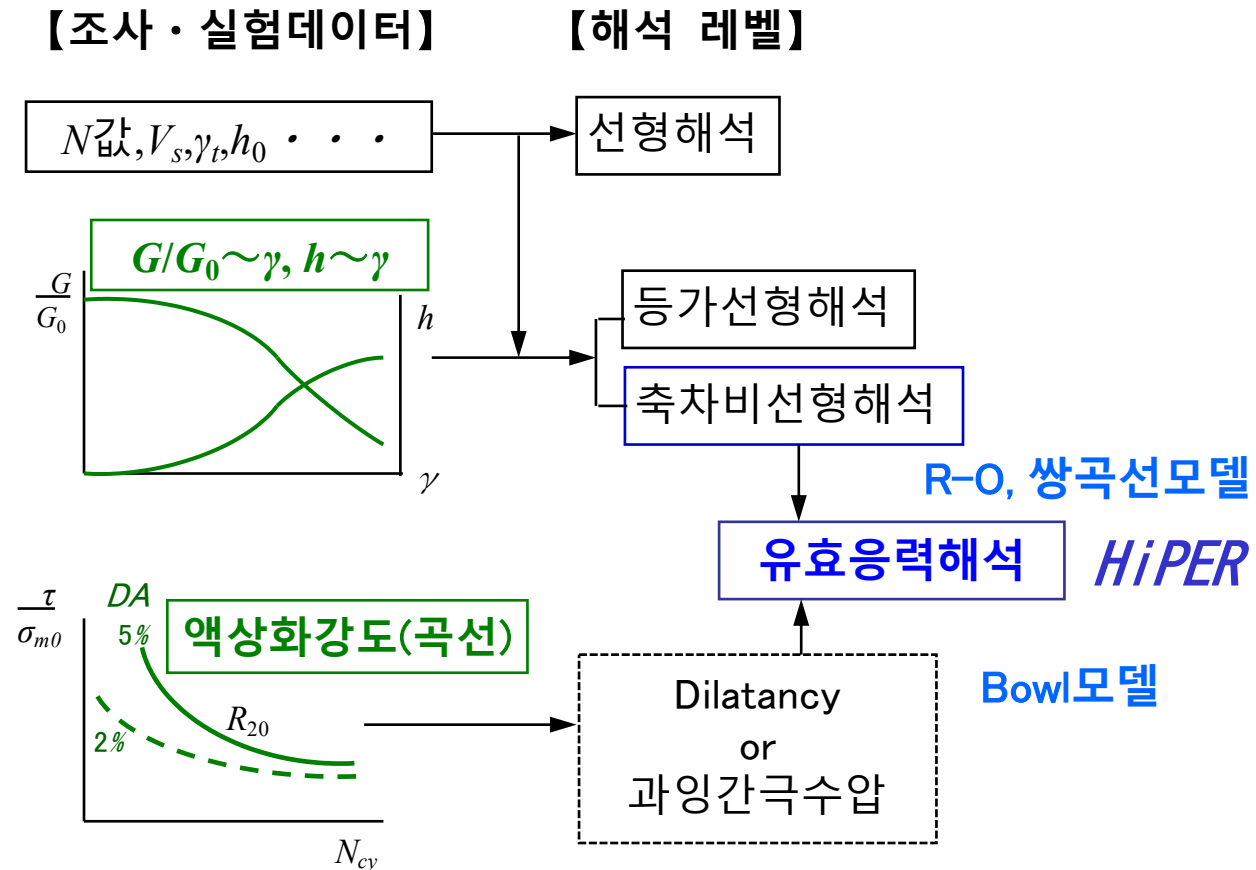 【조사・실험데이터】
【해석 레벨】
N값,Vs,γt,h0 ・ ・ ・
선형해석
G/G0～γ, h～γ
G
G0
h
γ
등가선형해석
축차비선형해석
R-O, 쌍곡선모델
유효응력해석
HiPER
τ
σm0
DA
5%
액상화강도(곡선)
2%
R20
Ncy
Dilatancy
or
과잉간극수압
Bowl모델